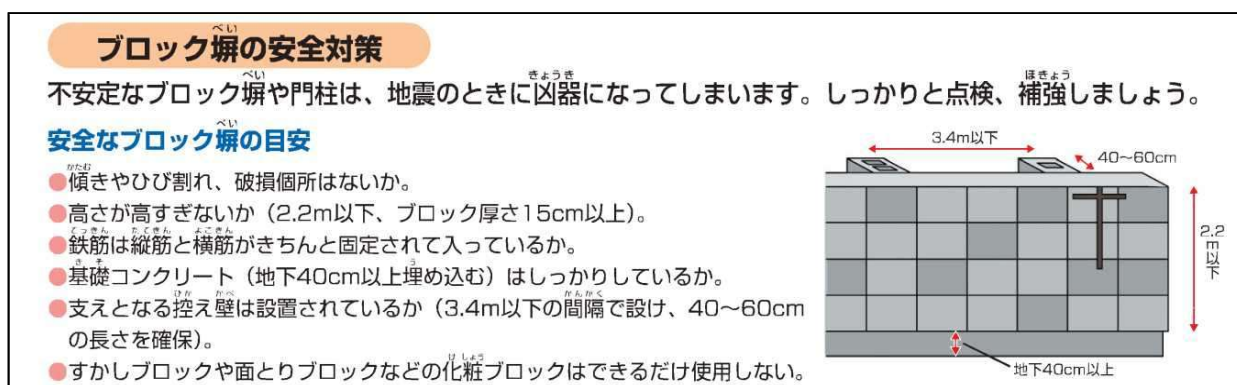 ブロック塀の安全対策
不安定なブロック塀や門柱は、地震のときに凶器になってしまいます。しっかりと点検、補強しましょう。
安全なブロック塀の目安
●傾きやひび割れ、破損個所はないか。
●高さが高すぎないか（2.2m以下、ブロック厚さ15cm以上）。
●鉄筋は縦筋と横筋がきちんと固定されて入っているか。
●基礎コンクリート（地下40cm以上埋め込む）はしっかりしているか。
●支えとなる控え壁は設置されているか（3.4m以下の間隔で設け、40〜60cm
の長さを確保）。
●すかしブロックや面とりブロックなどの化粧ブロックはできるだけ使用しない。
3.4m以下
40〜60cm
2.2m以下
地下40cm以上